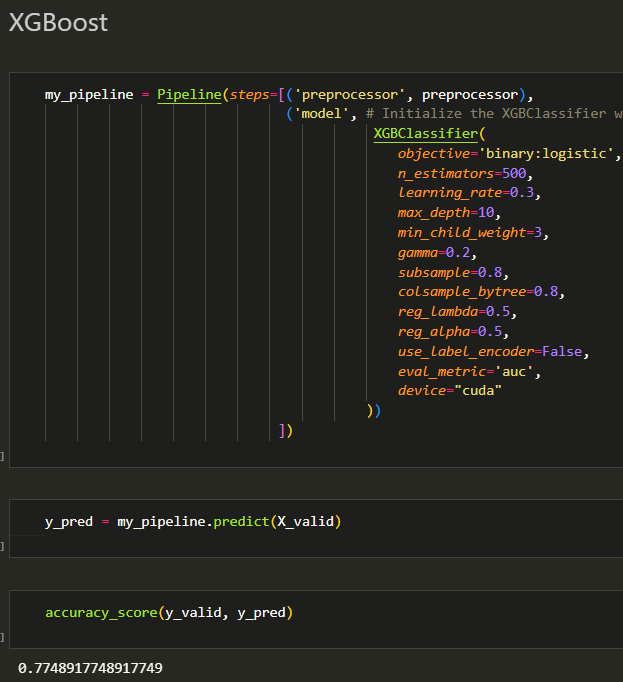 XGBoost
my_pipeline = Pipeline(steps=[('preprocessor', preprocessor),
('model', # Initialize the XGBClassifier w
XGBClassifier(
objective='binary:logistic',
n_estimators=500,
learning_rate=0.3,
max_depth=10,
min_child_weight=3,
gamma=0.2,
subsample=0.8,
colsample_bytree=0.8,
reg_lambda=0.5,
reg_alpha=0.5,
use_label_encoder=False,
eval_metric='auc',
device="cuda"
))
])
]
y_pred = my_pipeline.predict(X_valid)
]
accuracy_score(y_valid, y_pred)
]
0.7748917748917749